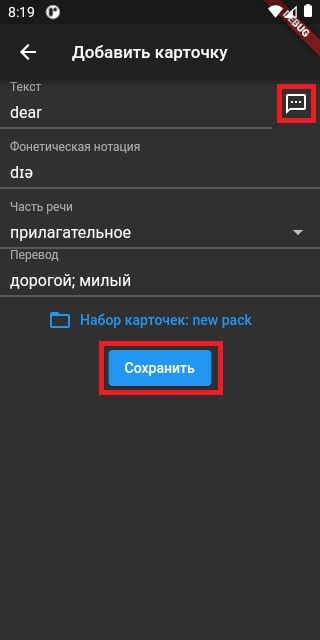 8:19
DEBUG
Добавить карточку
Текст
dear
Фонетическая нотация
dɪə
Часть речи
прилагательное
Перевод
дорогой; милый
Набор карточек: new pack
Сохранить